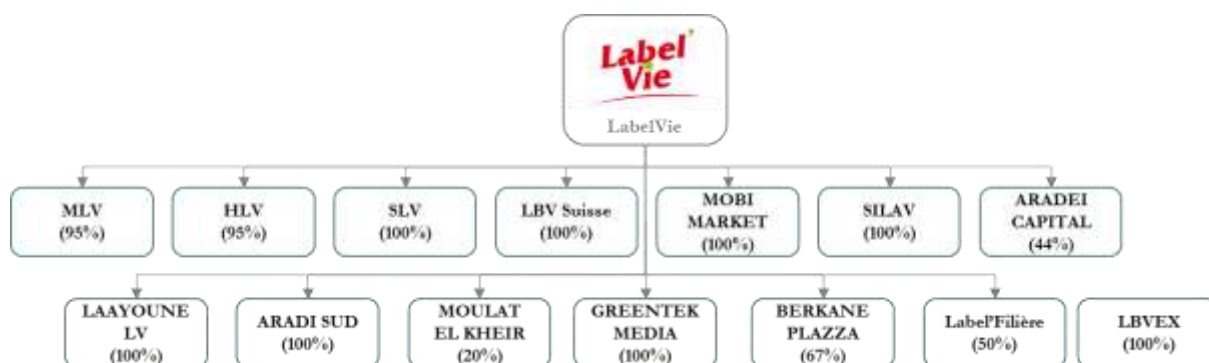 Label'
Vie
LabelVie
MLV
(95%)
HLV
(95%)
SLV
(100%)
LBV Suisse
(100%)
MOBI
MARKET
(100%)
SILAV
(100%)
ARADEI
CAPITAL
(44%)
LAAYOUNE
LV
(100%)
ARADI SUD
(100%)
MOULAT
EL KHEIR
(20%)
GREENTEK
MEDIA
(100%)
BERKANE
PLAZZA
(67%)
Label'Filière
(50%)
LBVEX
(100%)